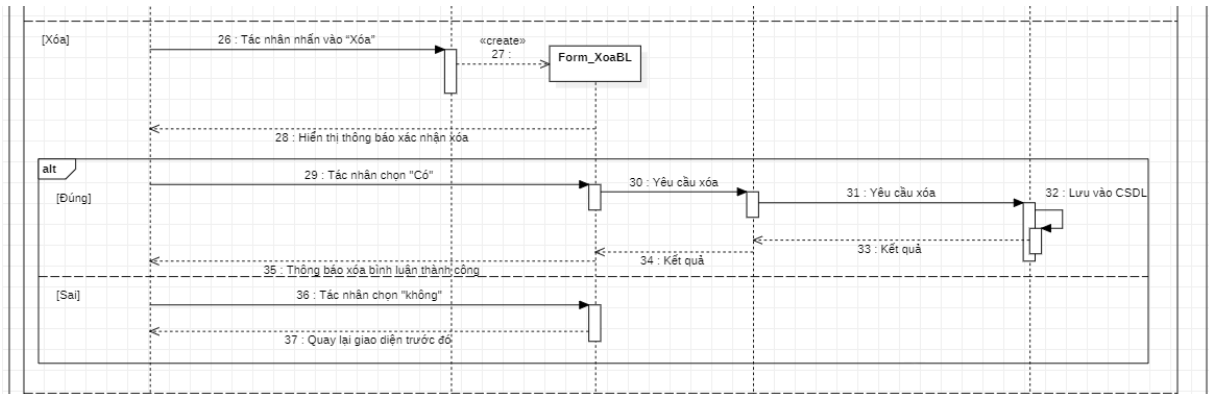 [Xóa]
26 : Tác nhân nhấn vào “Xóa”
«create»
27 :
Form_XoaBL
28 : Hiển thị thông báo xác nhận xóa
alt
[Đúng]
29 : Tác nhân chọn "Có"
30 : Yêu cầu xóa
31 : Yêu cầu xóa
32 : Lưu vào CSDL
33 : Kết quả
34 : Kết quả
35 : Thông báo xóa bình luận thành công
[Sai]
36 : Tác nhân chọn "không"
37 : Quay lại giao diện trước đó